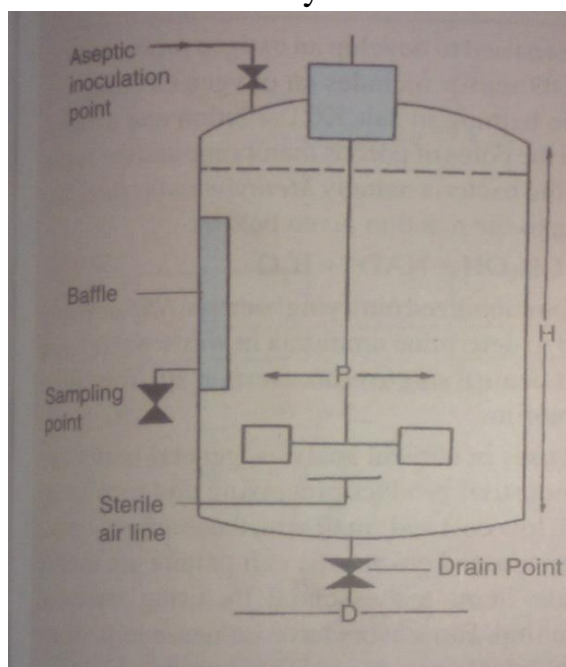 Aseptic
inoculation
point
Baffle
P
H
Sampling
point
Sterile
air line
Drain Point
D